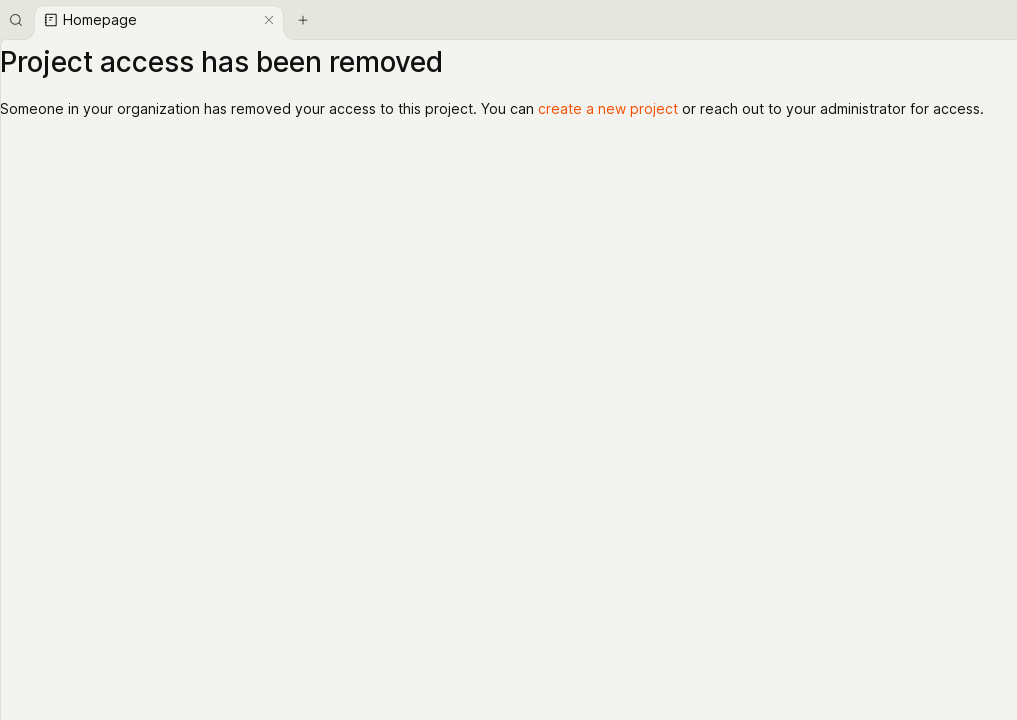 Homepage
Project access has been removed
Someone in your organization has removed your access to this project. You can create a new project or reach out to your administrator for access.